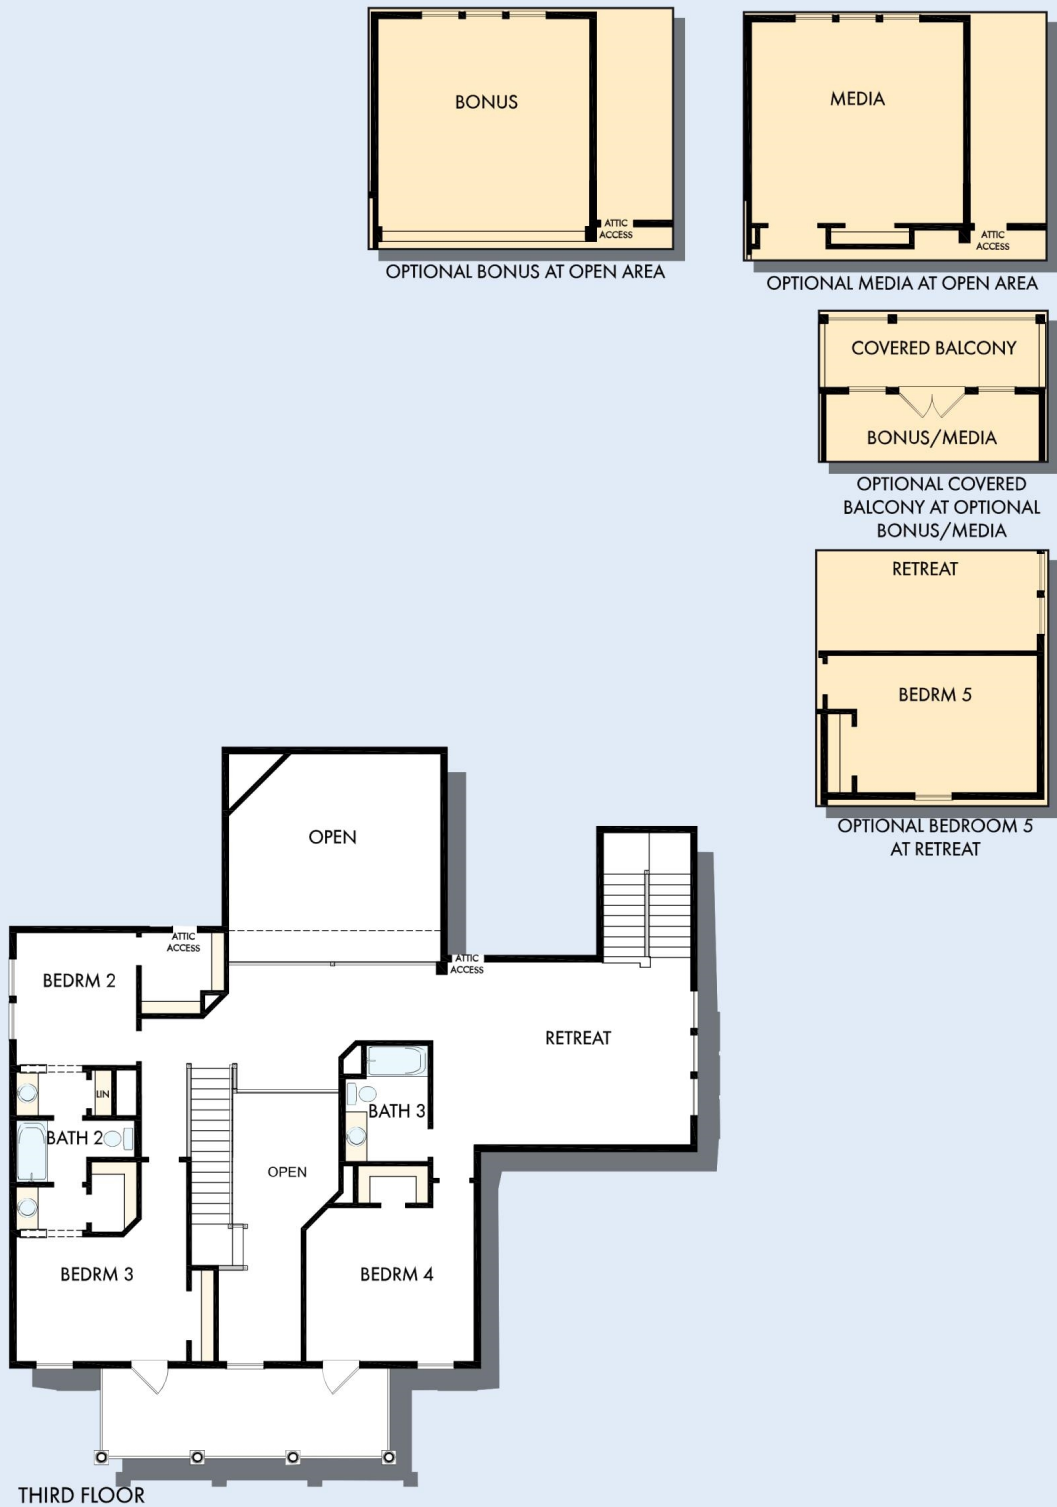 BONUS
ATTIC
ACCESS
OPTIONAL BONUS AT OPEN AREA
MEDIA
ATTIC
ACCESS
OPTIONAL MEDIA AT OPEN AREA
COVERED BALCONY
BONUS/MEDIA
OPTIONAL COVERED
BALCONY AT OPTIONAL
BONUS/MEDIA
RETREAT
BEDRM 5
OPTIONAL BEDROOM 5
AT RETREAT
OPEN
ATTIC
ACCESS
ATTIC
ACCESS
BEDRM 2
RETREAT
LIN
BATH 3
BATH 2
OPEN
BEDRM 3
BEDRM 4
THIRD FLOOR